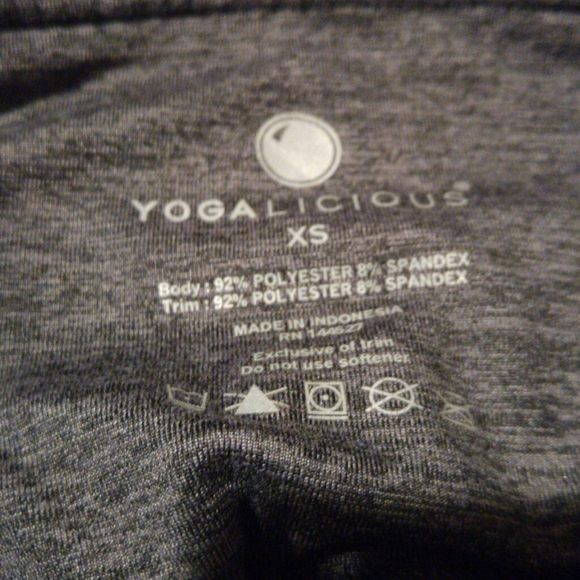 YOGALICIOUS®
XS
Body : 92% POLYESTER 8% SPANDEX
Trim : 92% POLYESTER 8% SPANDEX
MADE IN INDONESIA
RN
Exclusive of trim
Do not use softener